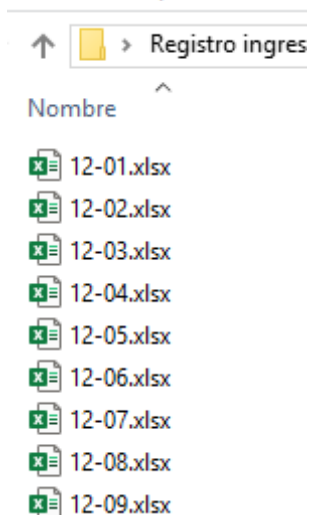 Registro ingres
Nombre
12-01.xlsx
12-02.xlsx
12-03.xlsx
12-04.xlsx
12-05.xlsx
12-06.xlsx
12-07.xlsx
12-08.xlsx
12-09.xlsx